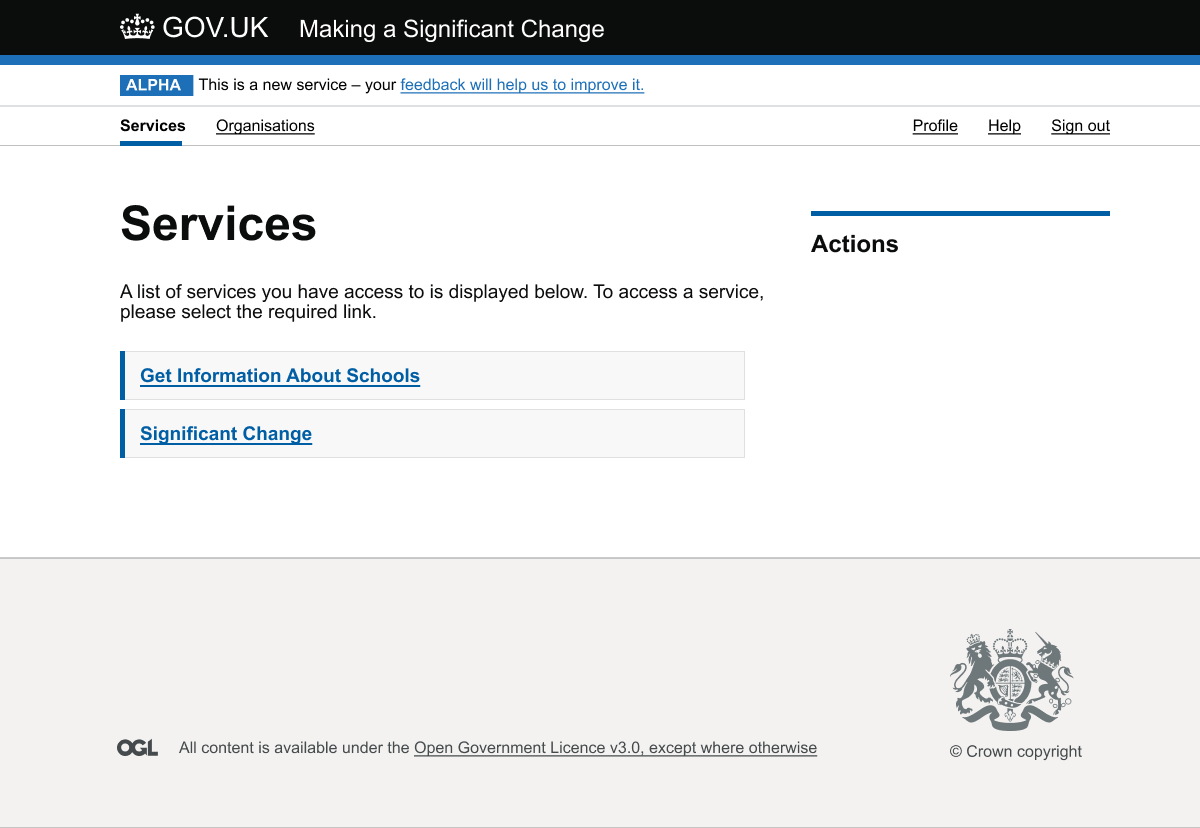 GOV.UK Making a Significant Change
ALPHA This is a new service – your feedback will help us to improve it.
Services Organisations Profile Help Sign out
Services
Actions
A list of services you have access to is displayed below. To access a service,
please select the required link.
Get Information About Schools
Significant Change
OGL All content is available under the Open Government Licence v3.0, except where otherwise
© Crown copyright